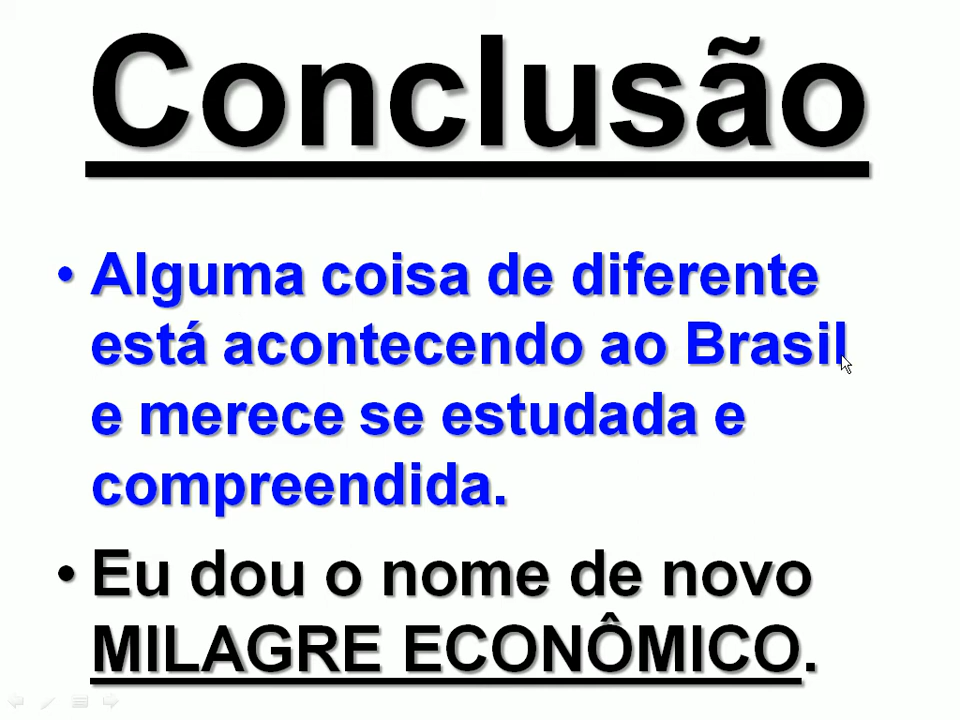 Conclusão
• Alguma coisa de diferente
está acontecendo ao Brasil
e merece se estudada e
compreendida.
• Eu dou o nome de novo
MILAGRE ECONÔMICO.